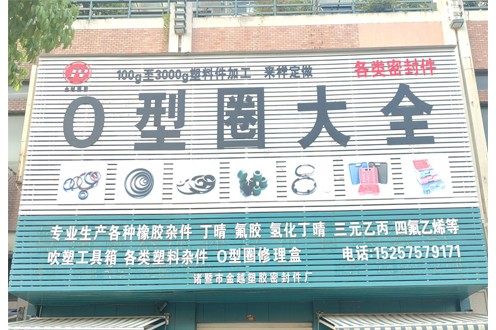 100g至3000g塑料件加工 来样定做 各类密封件
O型圈大全
专业生产各种橡胶杂件 丁晴 氟胶 氢化丁晴 三元乙丙 四氟乙烯等
吹塑工具箱 各类塑料杂件 O型圈修理盒 电话:15257579171
诸暨市金越塑胶密封件厂